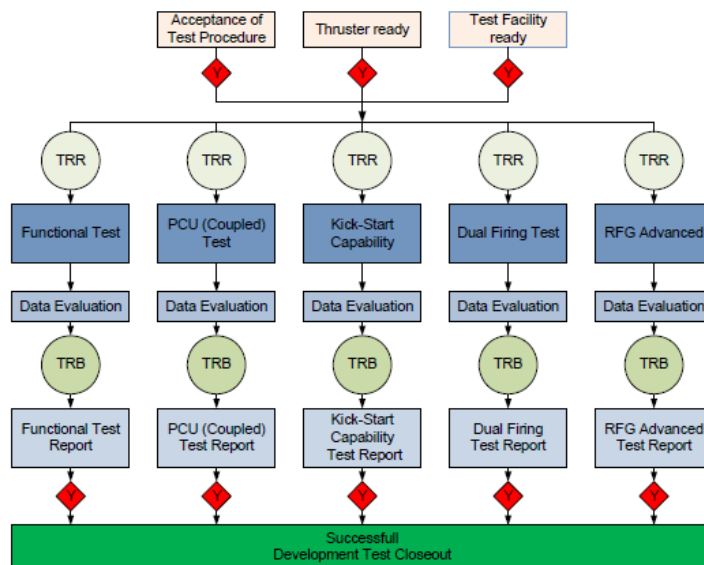 Acceptance of
Test Procedure
Thruster ready
Test Facility
ready
Y
Y
Y
TRR
TRR
TRR
TRR
TRR
Functional Test
PCU (Coupled)
Test
Kick-Start
Capability
Dual Firing Test
RFG Advanced
Data Evaluation
Data Evaluation
Data Evaluation
Data Evaluation
Data Evaluation
TRB
TRB
TRB
TRB
TRB
Functional Test
Report
PCU (Coupled)
Test Report
Kick-Start
Capability
Test Report
Dual Firing
Test Report
RFG Advanced
Test Report
Y
Y
Y
Y
Y
Successfull
Development Test Closeout